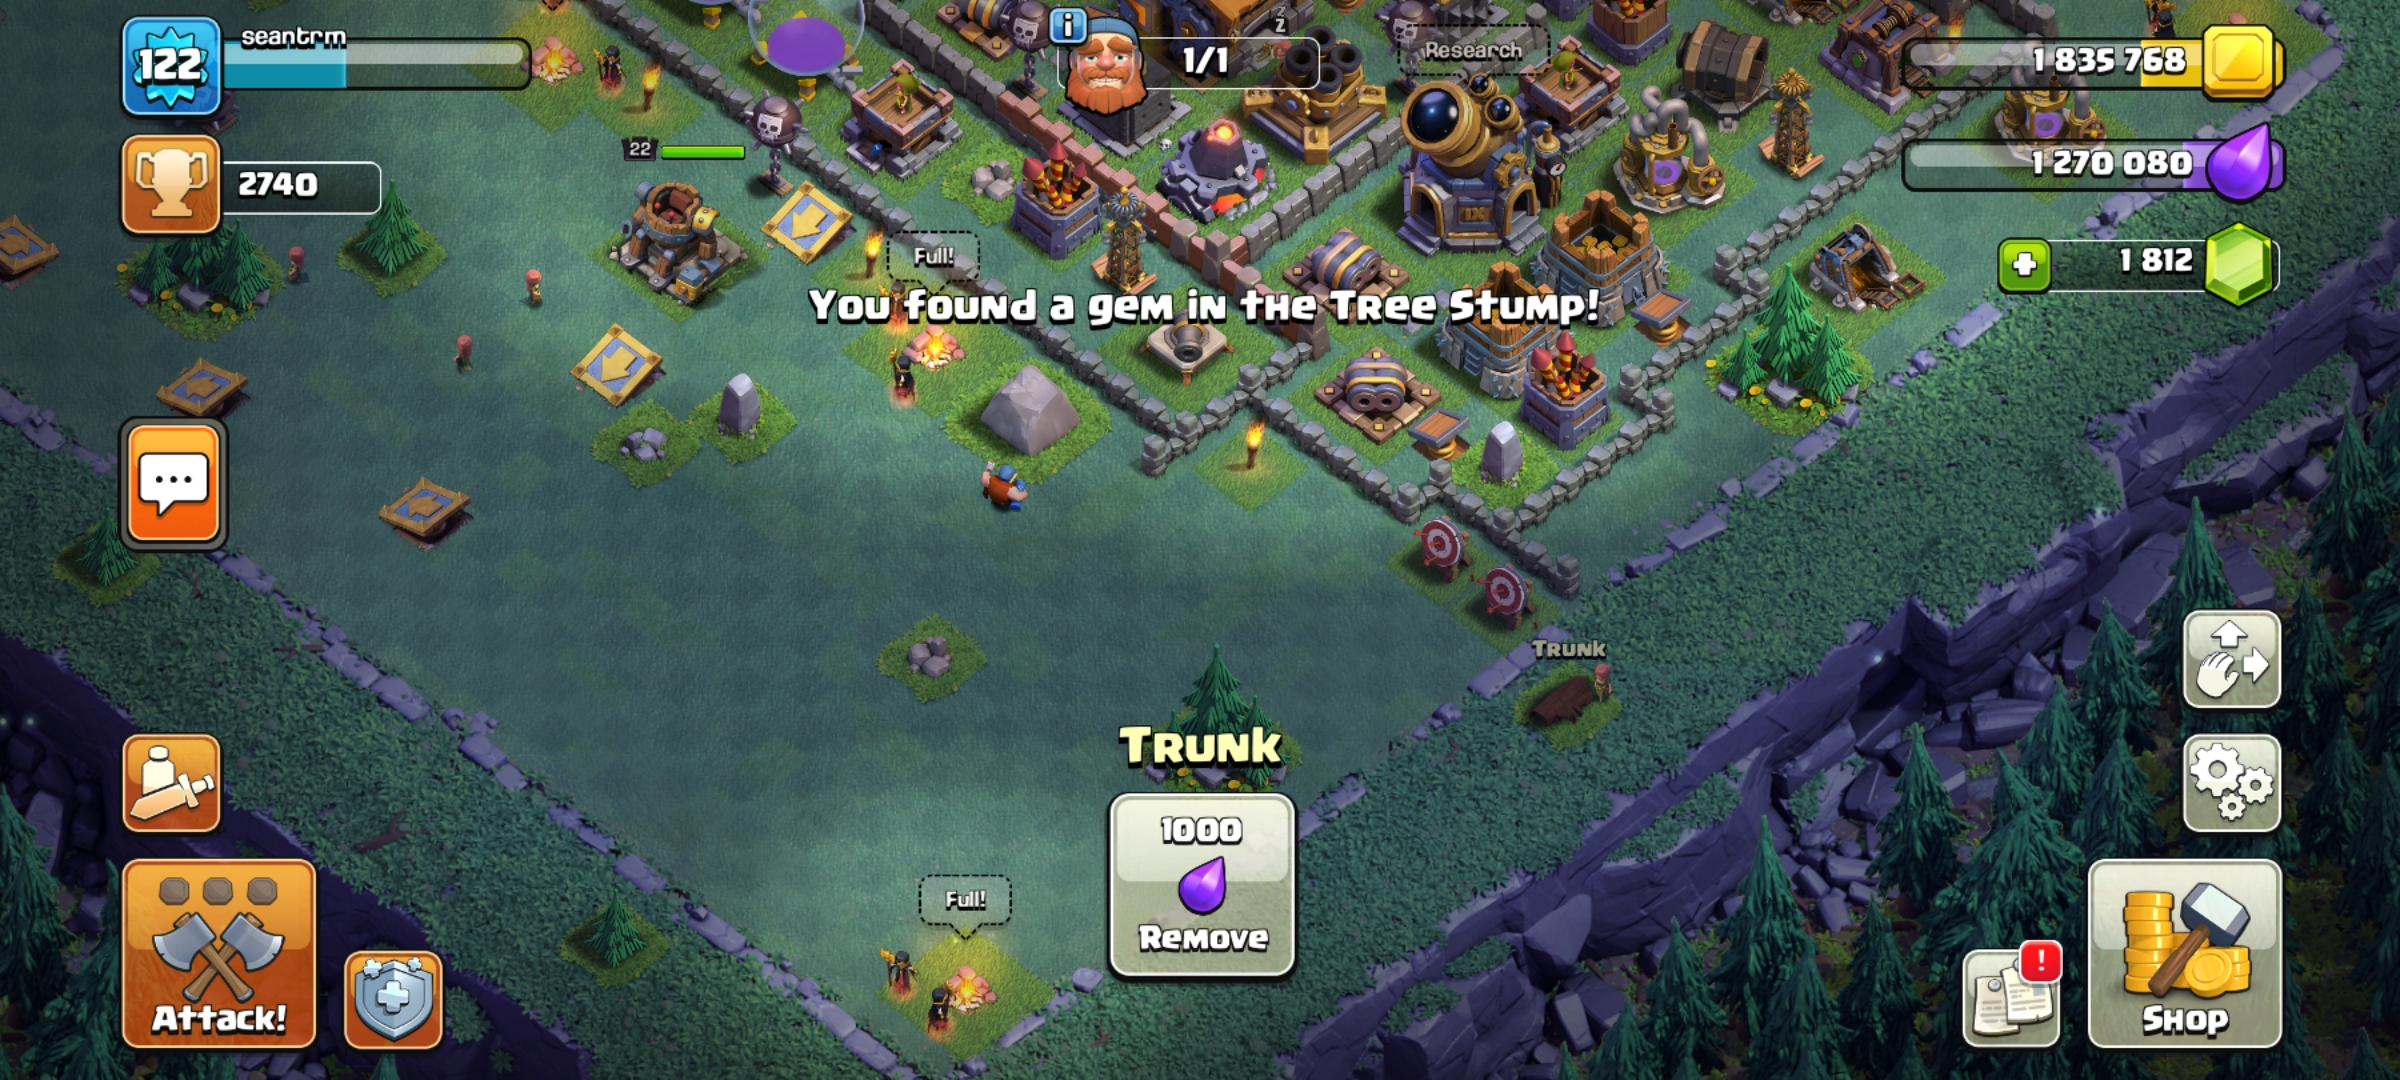 122
seantrm
1/1
Research
1 835 768
2740
22
1 270 080
Full!
1 812
You found a gem in the Tree Stump!
IX
Trunk
Trunk
1000
Remove
Full!
Attack!
!
Shop
z
z